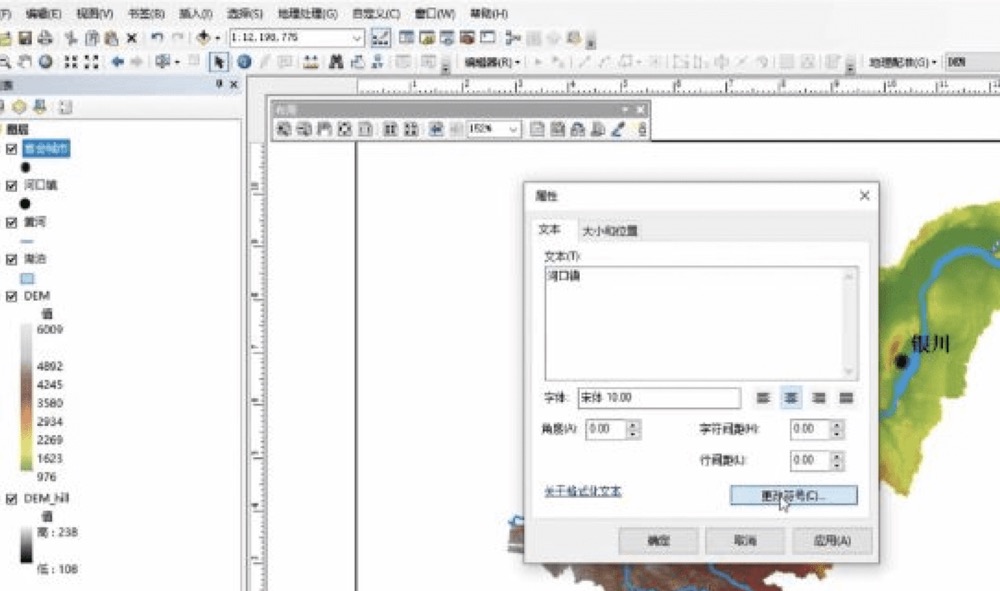 (F) 编辑(E) 视图(V) 书签(B) 插入(I) 选择(S) 地理处理(G) 自定义(C) 窗口(W) 帮助(H)
1:12,198,775
编辑器(R)
地理配准(G) DEM
图层
省会城市
河口镇
黄河
湖泊
DEM
值
6009
4892
4245
3580
2934
2269
1623
976
DEM_hill
值
高 : 238
低 : 108
布局
152%
属性
文本 大小和位置
文本(T):
河口镇
字体: 宋体 10.00
角度(A): 0.00 字符间距(H): 0.00
行间距(L): 0.00
关于格式化文本 更改符号(C)...
确定 取消 应用(A)
银川